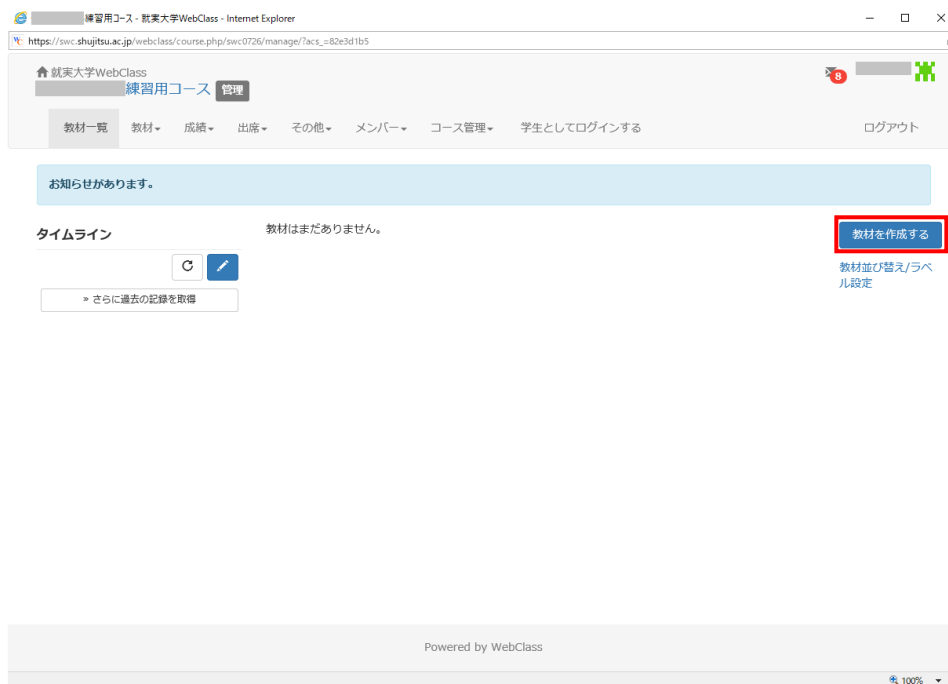 練習用コース - 就実大学WebClass - Internet Explorer
https://swc.shujitsu.ac.jp/webclass/course.php/swc0726/manage/?acs_=82e3d1b5
就実大学WebClass
練習用コース 管理
8
教材一覧 教材 成績 出席 その他 メンバー コース管理 学生としてログインする ログアウト
お知らせがあります。
タイムライン
教材はまだありません。
教材を作成する
教材並び替え/ラベ
ル設定
» さらに過去の記録を取得
Powered by WebClass
100%